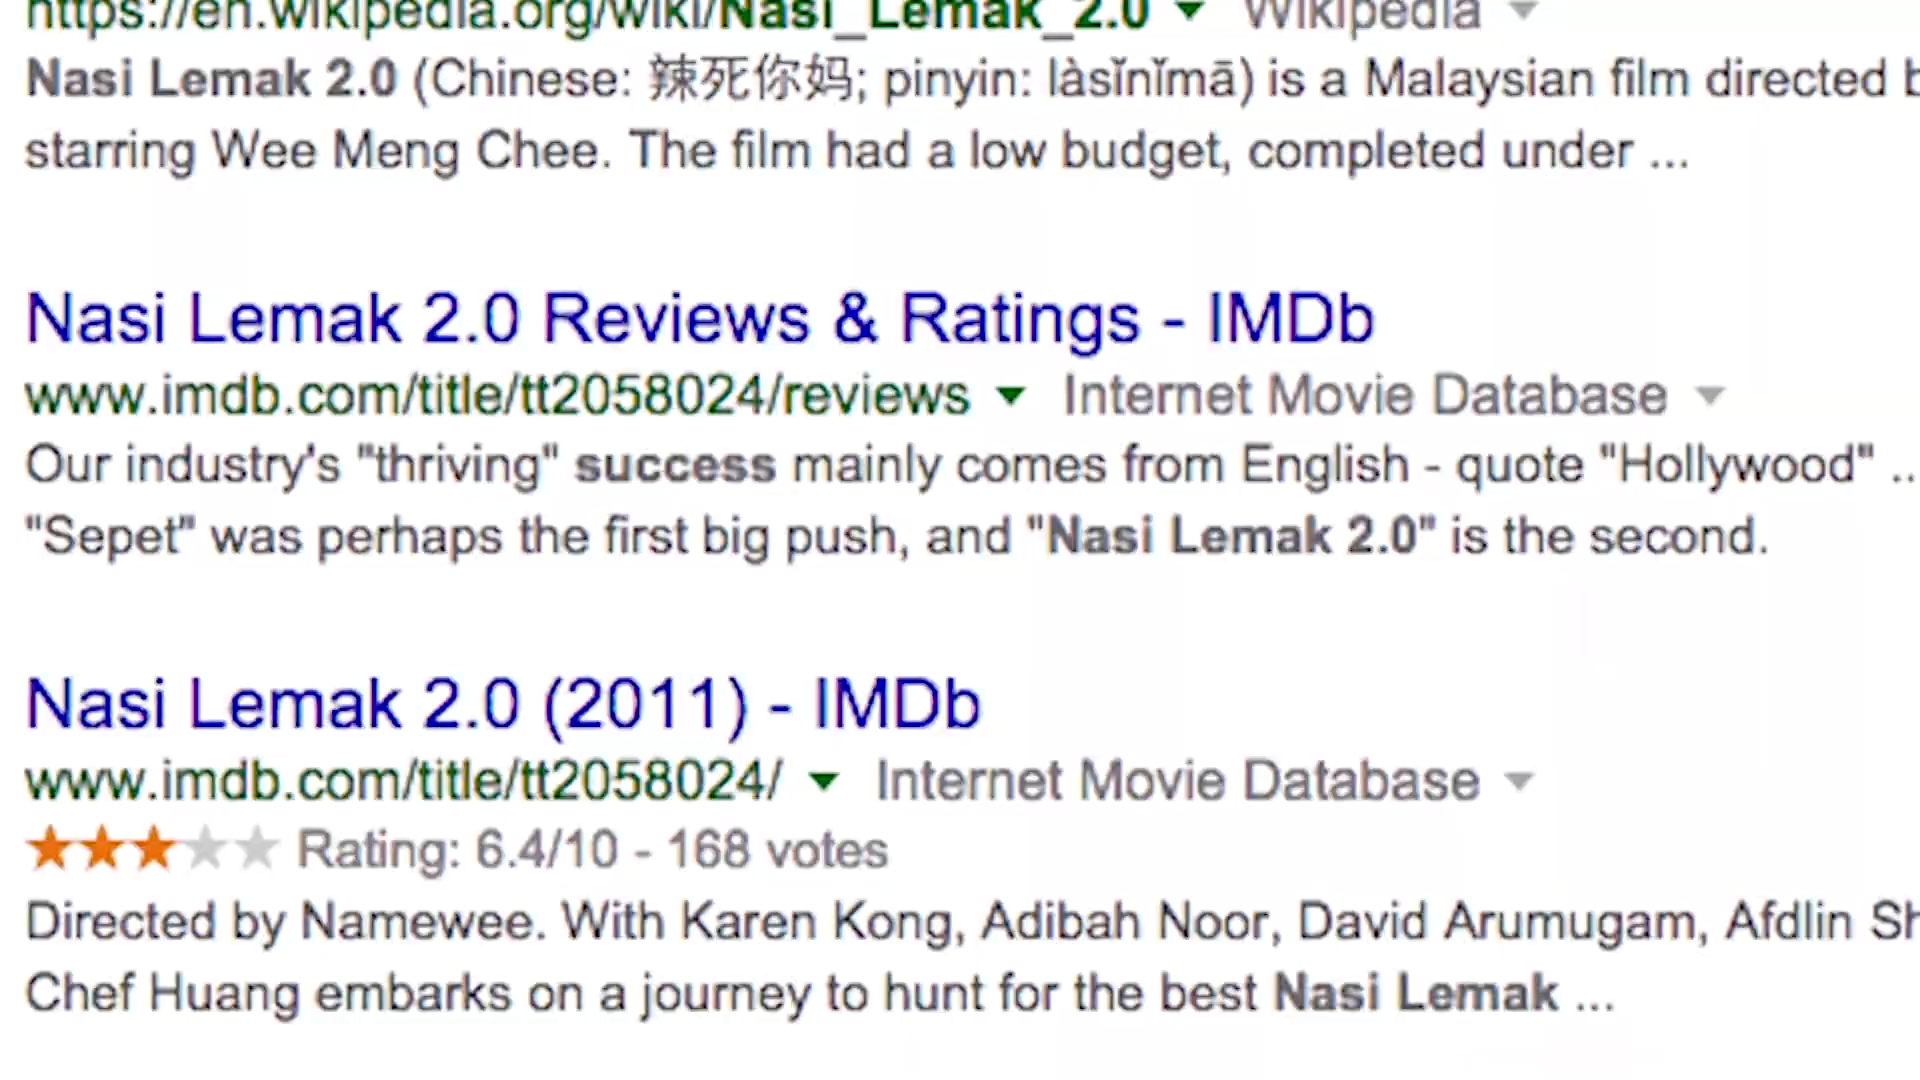 https://en.wikipedia.org/wiki/Nasi_Lemak_2.0 Wikipedia
Nasi Lemak 2.0 (Chinese: 辣死你妈; pinyin: làsǐnǐmā) is a Malaysian film directed
starring Wee Meng Chee. The film had a low budget, completed under ...
Nasi Lemak 2.0 Reviews & Ratings - IMDb
www.imdb.com/title/tt2058024/reviews Internet Movie Database
Our industry's "thriving" success mainly comes from English - quote "Hollywood" ..
"Sepet" was perhaps the first big push, and "Nasi Lemak 2.0" is the second.
Nasi Lemak 2.0 (2011) - IMDb
www.imdb.com/title/tt2058024/ Internet Movie Database
Rating: 6.4/10 - 168 votes
Directed by Namewee. With Karen Kong, Adibah Noor, David Arumugam, Afdlin
Chef Huang embarks on a journey to hunt for the best Nasi Lemak ...